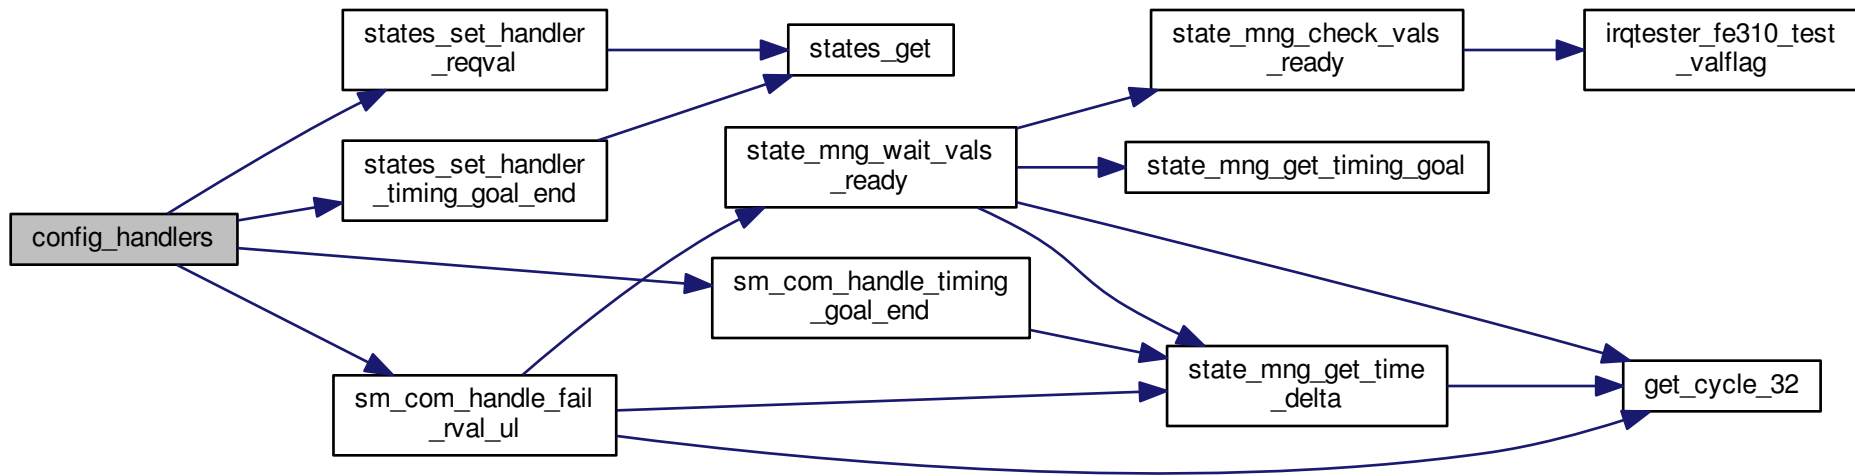 config_handlers
states_set_handler
_reqval
states_set_handler
_timing_goal_end
sm_com_handle_fail
_rval_ul
states_get
state_mng_wait_vals
_ready
sm_com_handle_timing
_goal_end
state_mng_check_vals
_ready
state_mng_get_timing_goal
state_mng_get_time
_delta
irqtester_fe310_test
_valflag
get_cycle_32